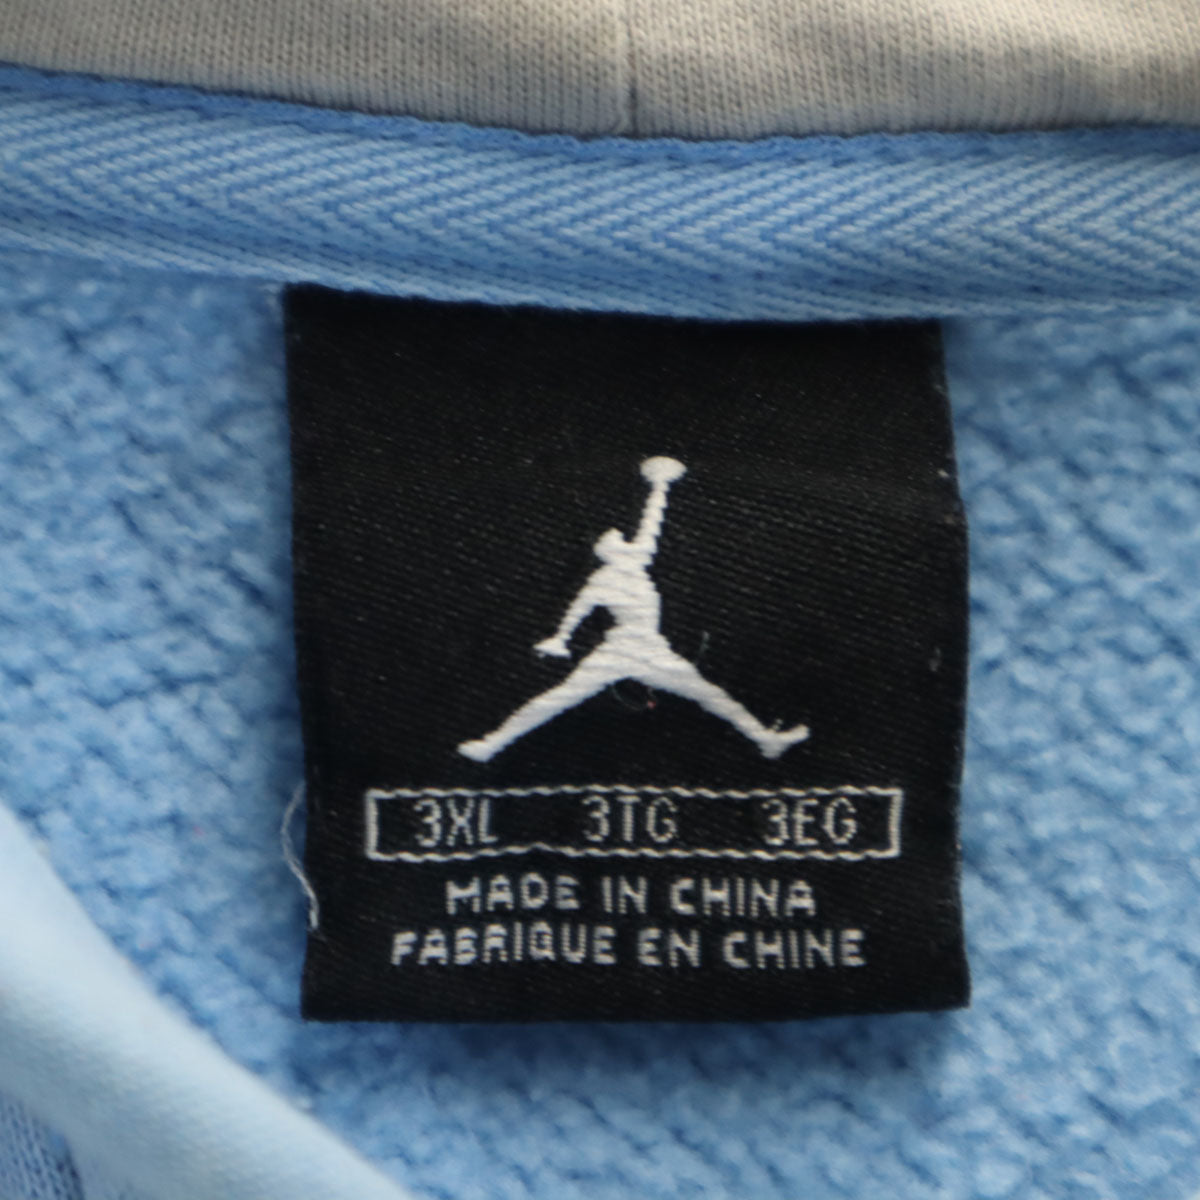 3XL 3TG 3EG
MADE IN CHINA
FABRIQUE EN CHINE